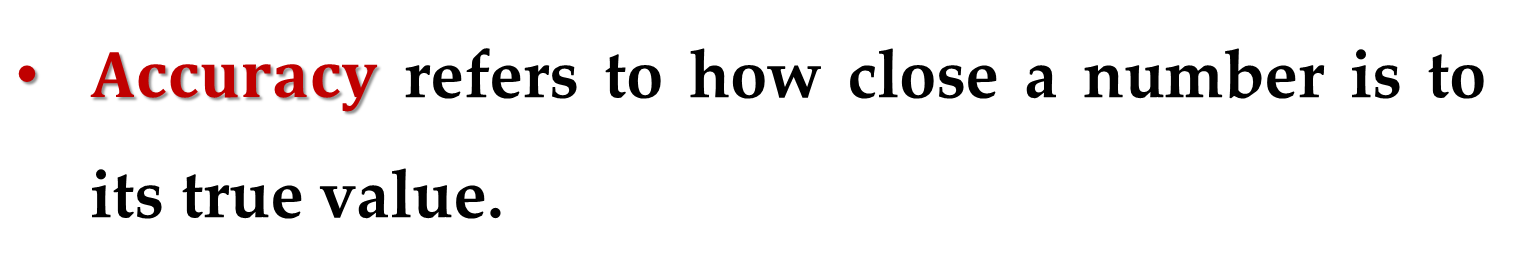 • Accuracy refers to how close a number is to
its true value.